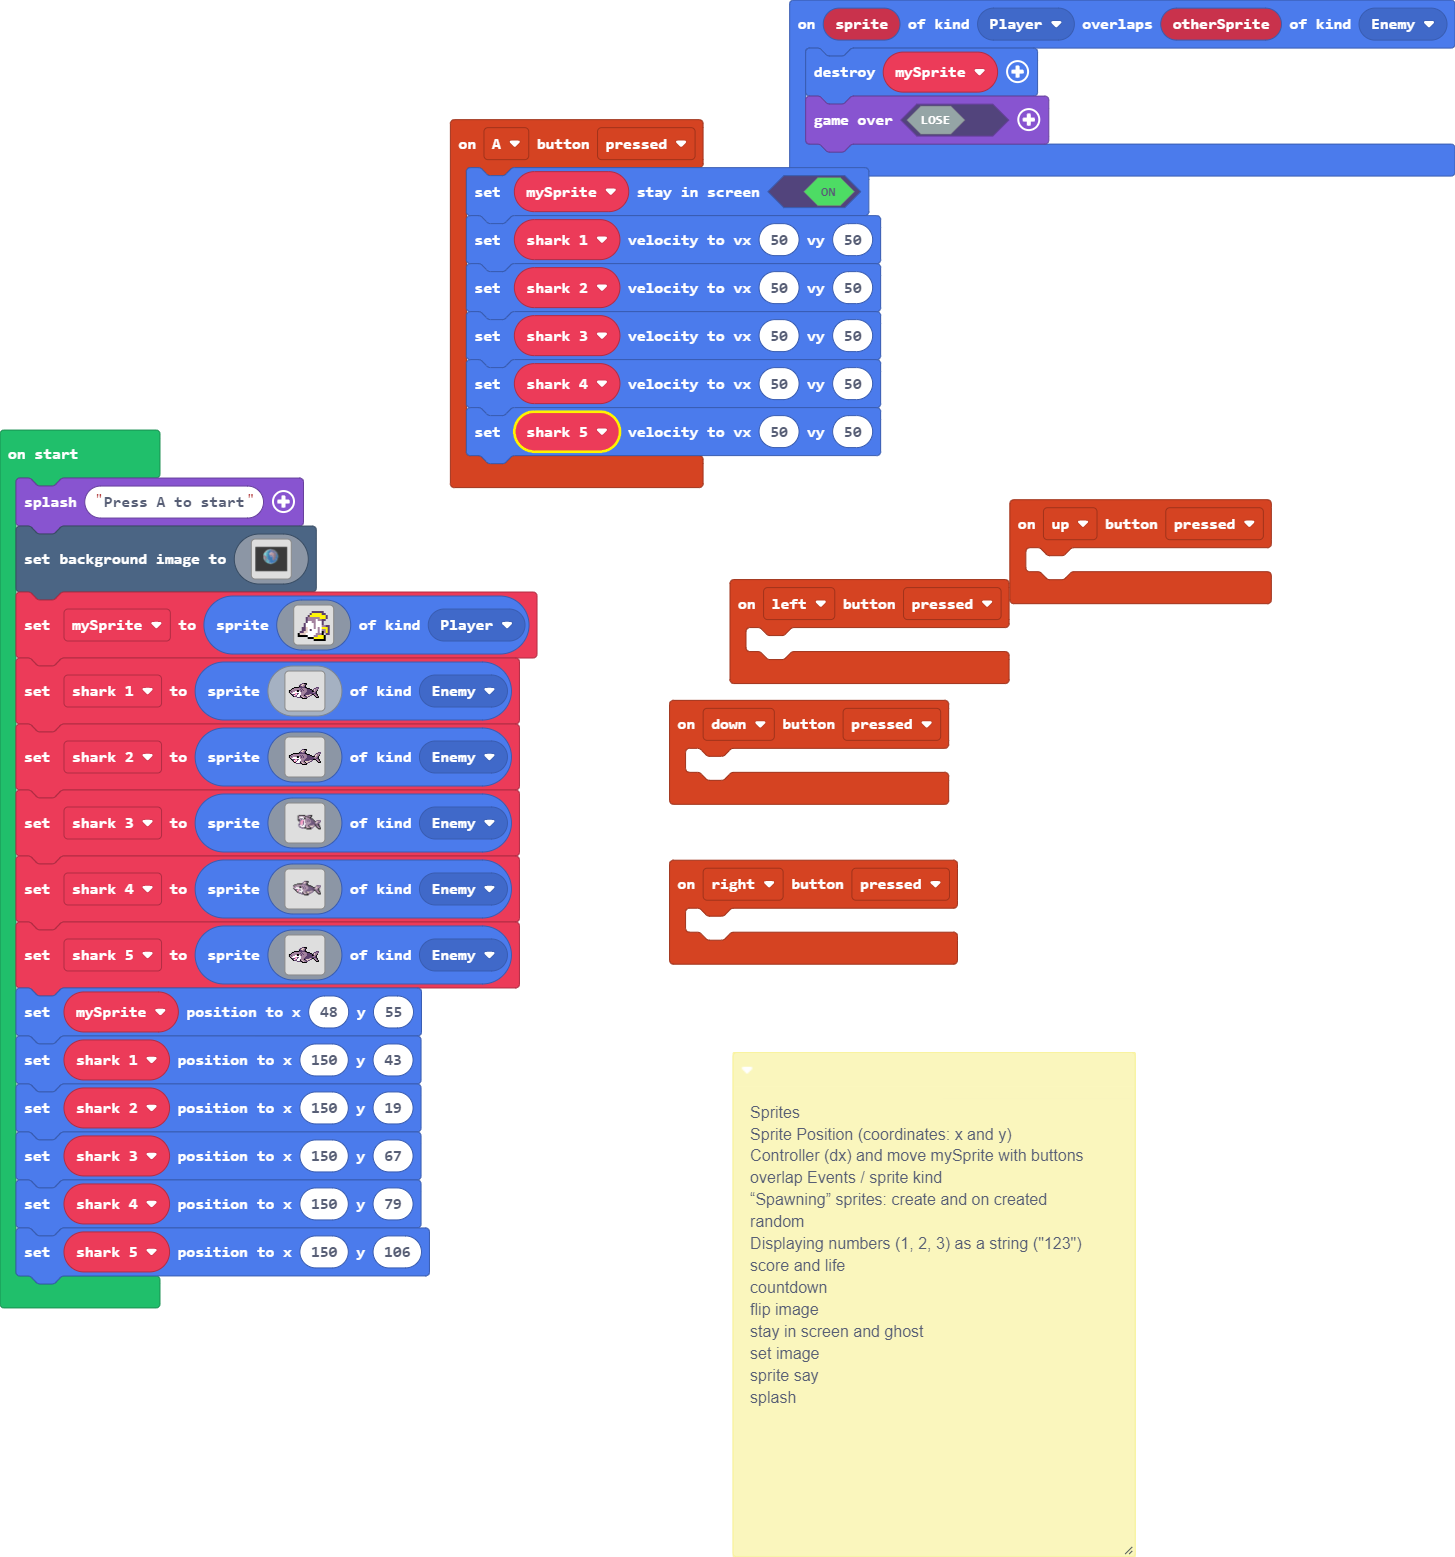 on sprite of kind Player overlaps otherSprite of kind Enemy
destroy mySprite
game over LOSE
on A button pressed
set mySprite stay in screen ON
set shark 1 velocity to vx 50 vy 50
set shark 2 velocity to vx 50 vy 50
set shark 3 velocity to vx 50 vy 50
set shark 4 velocity to vx 50 vy 50
set shark 5 velocity to vx 50 vy 50
on start
splash "Press A to start"
set background image to
set mySprite to sprite of kind Player
set shark 1 to sprite of kind Enemy
set shark 2 to sprite of kind Enemy
set shark 3 to sprite of kind Enemy
set shark 4 to sprite of kind Enemy
set shark 5 to sprite of kind Enemy
set mySprite position to x 48 y 55
set shark 1 position to x 150 y 43
set shark 2 position to x 150 y 19
set shark 3 position to x 150 y 67
set shark 4 position to x 150 y 79
set shark 5 position to x 150 y 106
on up button pressed
on left button pressed
on down button pressed
on right button pressed
Sprites
Sprite Position (coordinates: x and y)
Controller (dx) and move mySprite with buttons
overlap Events / sprite kind
“Spawning” sprites: create and on created
random
Displaying numbers (1, 2, 3) as a string ("123")
score and life
countdown
flip image
stay in screen and ghost
set image
sprite say
splash